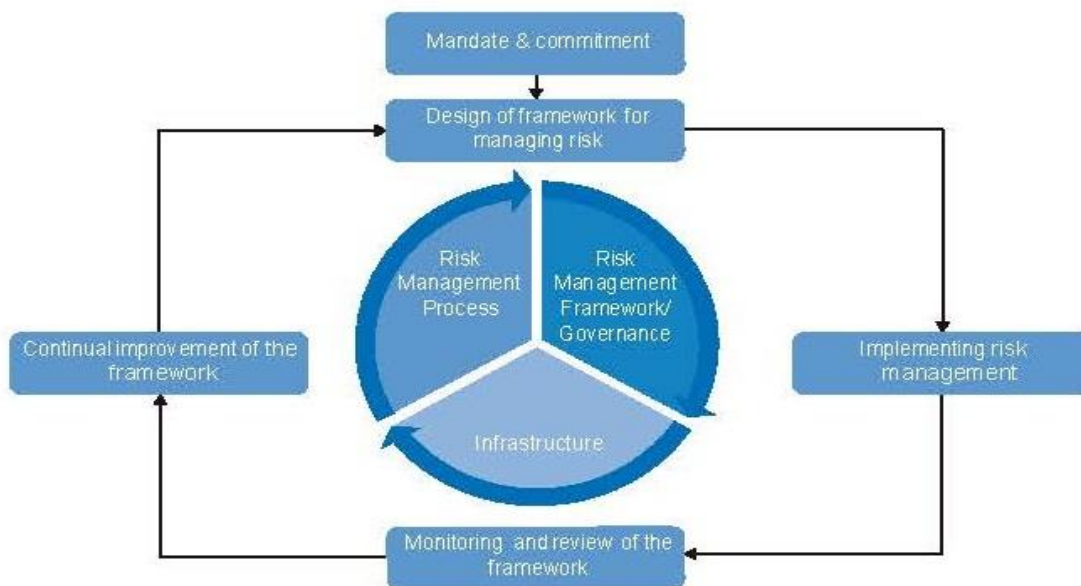 Mandate & commitment
Design of framework for
managing risk
Risk
Management
Process
Risk
Management
Framework/
Governance
Continual improvement of the
framework
Implementing risk
management
Infrastructure
Monitoring and review of the
framework